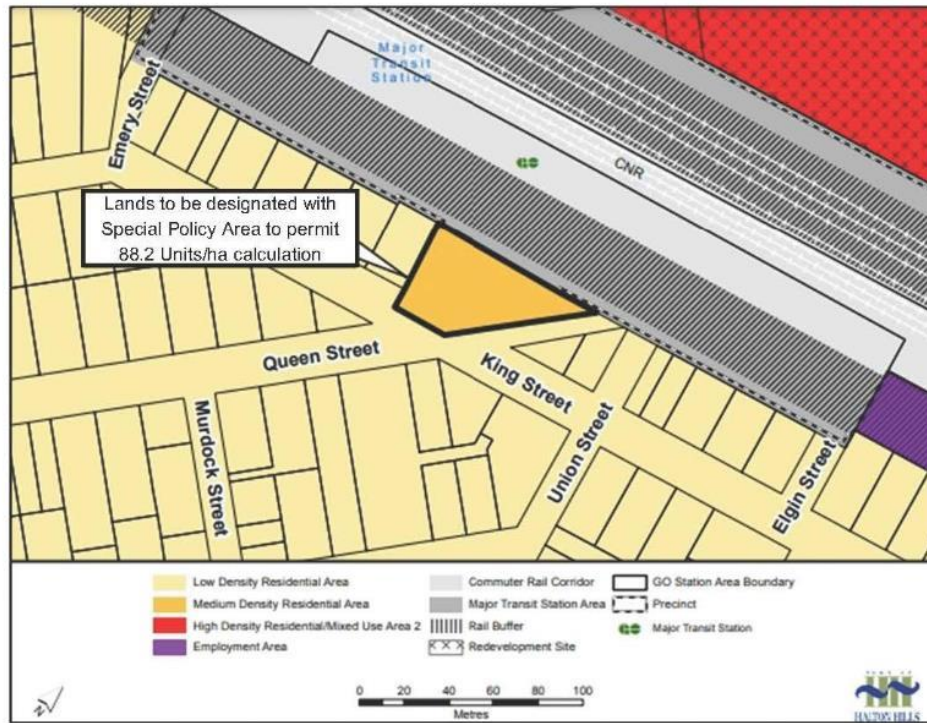 Major
Transit
Station
CNR
Emery Street
Lands to be designated with
Special Policy Area to permit
88.2 Units/ha calculation
Queen Street
King Street
Murdock Street
Union Street
Elgin Street
Low Density Residential Area
Medium Density Residential Area
High Density Residential/Mixed Use Area 2
Employment Area
Commuter Rail Corridor
Major Transit Station Area
Rail Buffer
Redevelopment Site
GO Station Area Boundary
Precinct
GO Major Transit Station
N
0 20 40 60 80 100
Metres
HALTON HILLS